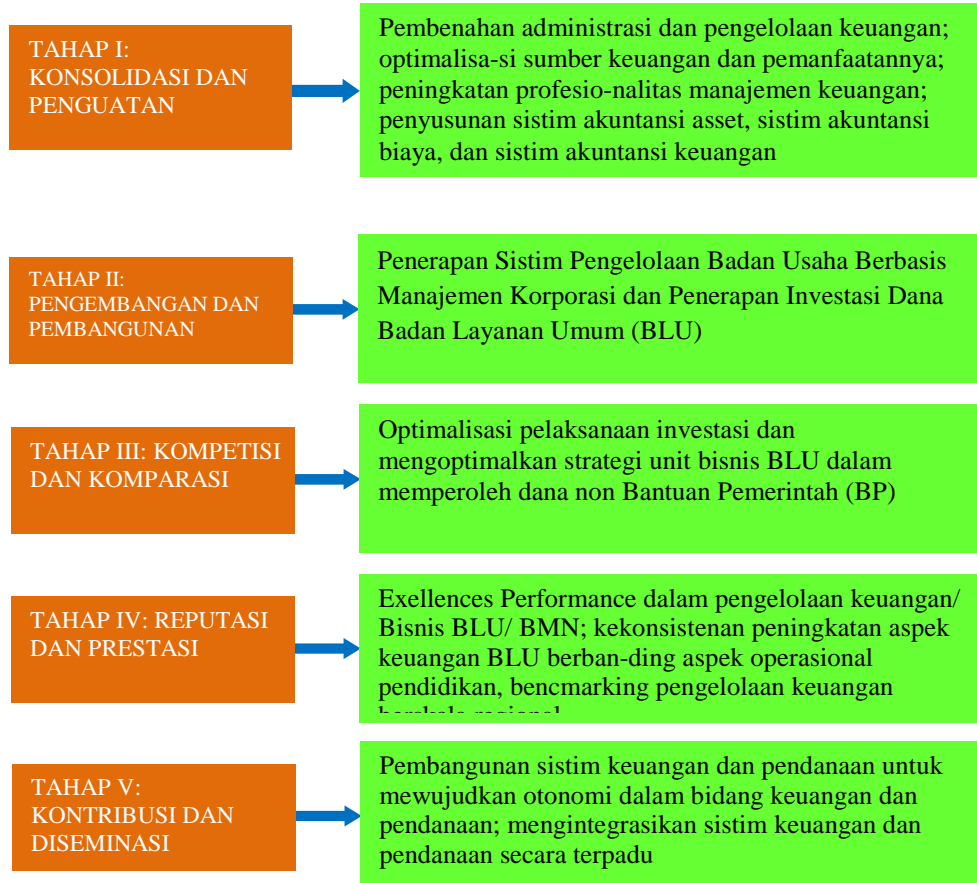 TAHAP I:
KONSOLIDASI DAN
PENGUATAN
Pembenahan administrasi dan pengelolaan keuangan;
optimalisa-si sumber keuangan dan pemanfaatannya;
peningkatan profesio-nalitas manajemen keuangan;
penyusunan sistim akuntansi asset, sistim akuntansi
biaya, dan sistim akuntansi keuangan
TAHAP II:
PENGEMBANGAN DAN
PEMBANGUNAN
Penerapan Sistim Pengelolaan Badan Usaha Berbasis
Manajemen Korporasi dan Penerapan Investasi Dana
Badan Layanan Umum (BLU)
TAHAP III: KOMPETISI
DAN KOMPARASI
Optimalisasi pelaksanaan investasi dan
mengoptimalkan strategi unit bisnis BLU dalam
memperoleh dana non Bantuan Pemerintah (BP)
TAHAP IV: REPUTASI
DAN PRESTASI
Exellences Performance dalam pengelolaan keuangan/
Bisnis BLU/ BMN; kekonsistenan peningkatan aspek
keuangan BLU berban-ding aspek operasional
pendidikan, bencmarking pengelolaan keuangan
TAHAP V:
KONTRIBUSI DAN
DISEMINASI
Pembangunan sistim keuangan dan pendanaan untuk
mewujudkan otonomi dalam bidang keuangan dan
pendanaan; mengintegrasikan sistim keuangan dan
pendanaan secara terpadu